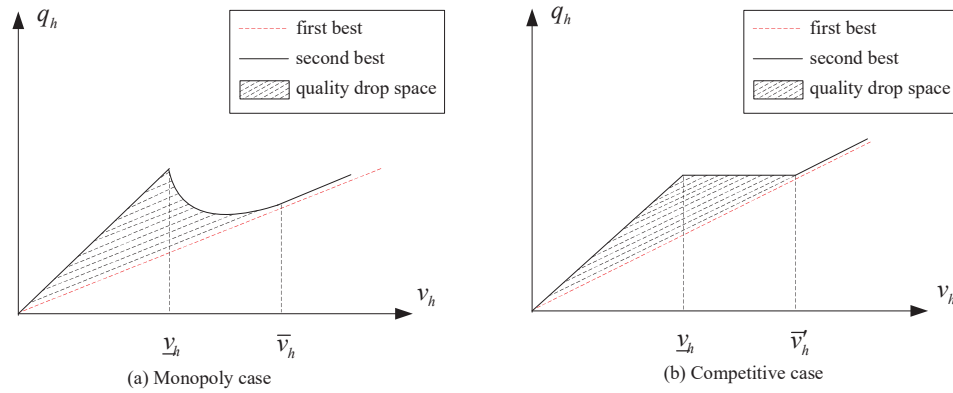 q_h
first best
second best
quality drop space
v_h
v̲_h
v̅_h
(a) Monopoly case
q_h
first best
second best
quality drop space
v_h
v̲_h
v̅′_h
(b) Competitive case